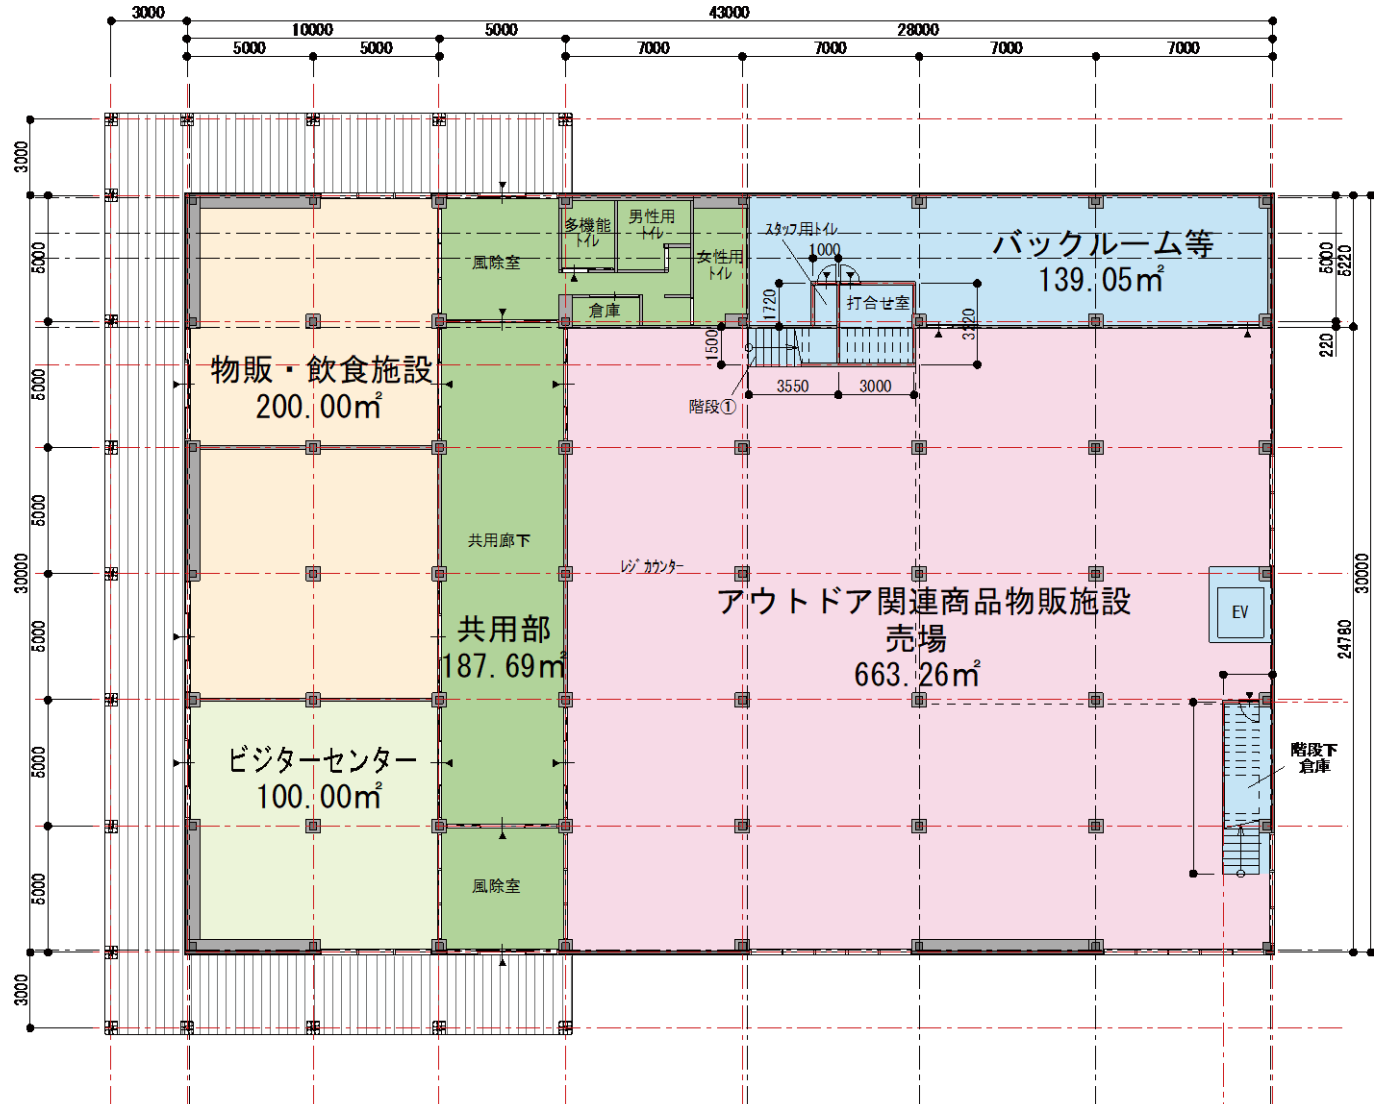 3000
43000
10000
5000
28000
5000
5000
7000
7000
7000
7000
3000
5000
5000
5000
5000
5000
5000
30000
3000
5000
5220
220
30000
24780
風除室
多機能
トイレ
男性用
トイレ
女性用
トイレ
倉庫
スタッフ用トイレ
1000
1720
1500
打合せ室
3220
3550
3000
階段①
バックルーム等
139.05㎡
物販・飲食施設
200.00㎡
共用廊下
レジカウンター
共用部
187.69㎡
アウトドア関連商品物販施設
売場
663.26㎡
EV
ビジターセンター
100.00㎡
階段下
倉庫
風除室